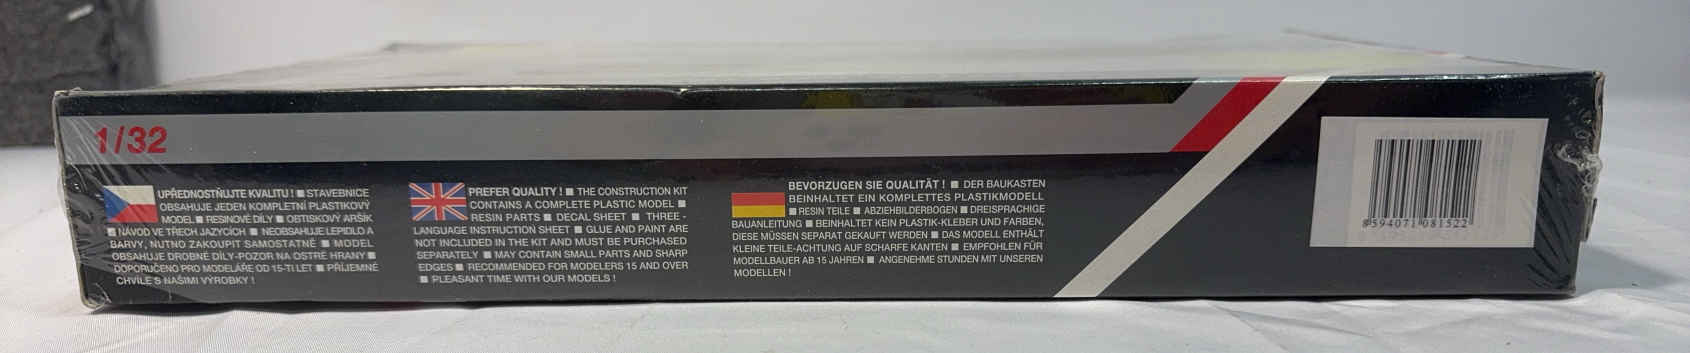 1/32
UPŘEDNOSTŇUJTE KVALITU ! ■ STAVEBNICE
OBSAHUJE JEDEN KOMPLETNÍ PLASTIKOVÝ
MODEL ■ RESINOVÉ DÍLY ■ OBTISKOVÝ ARŠÍK
■ NÁVOD VE TŘECH JAZYCÍCH ■ NEOBSAHUJE LEPIDLO A
BARVY, NUTNO ZAKOUPIT SAMOSTATNĚ ■ MODEL
OBSAHUJE DROBNÉ DÍLY-POZOR NA OSTRÉ HRANY ■
DOPORUČENO PRO MODELÁŘE OD 15-TI LET ■ PŘÍJEMNÉ
CHVÍLE S NAŠIMI VÝROBKY !
PREFER QUALITY ! ■ THE CONSTRUCTION KIT
CONTAINS A COMPLETE PLASTIC MODEL ■
RESIN PARTS ■ DECAL SHEET ■ THREE -
LANGUAGE INSTRUCTION SHEET ■ GLUE AND PAINT ARE
NOT INCLUDED IN THE KIT AND MUST BE PURCHASED
SEPARATELY ■ MAY CONTAIN SMALL PARTS AND SHARP
EDGES ■ RECOMMENDED FOR MODELERS 15 AND OVER
■ PLEASANT TIME WITH OUR MODELS !
BEVORZUGEN SIE QUALITÄT ! ■ DER BAUKASTEN
BEINHALTET EIN KOMPLETTES PLASTIKMODELL
■ RESIN TEILE ■ ABZIEHBILDERBOGEN ■ DREISPRACHIGE
BAUANLEITUNG ■ BEINHALTET KEIN PLASTIK-KLEBER UND FARBEN,
DIESE MÜSSEN SEPARAT GEKAUFT WERDEN ■ DAS MODELL ENTHÄLT
KLEINE TEILE-ACHTUNG AUF SCHARFE KANTEN ■ EMPFOHLEN FÜR
MODELLBAUER AB 15 JAHREN ■ ANGENEHME STUNDEN MIT UNSEREN
MODELLEN !
8594071081522